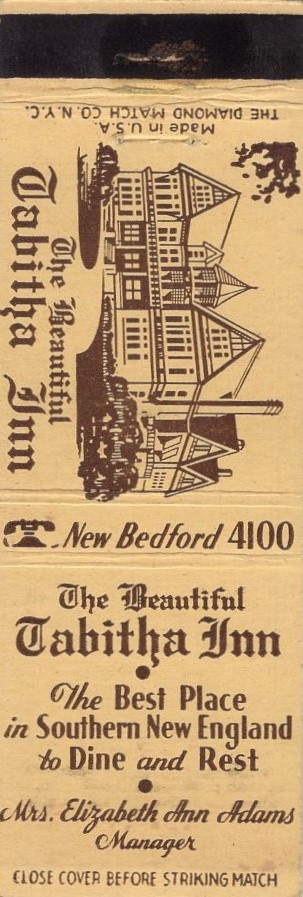 Made in U.S.A.
THE DIAMOND MATCH CO. N.Y.C.
The Beautiful
Tabitha Inn
New Bedford 4100
The Beautiful
Tabitha Inn
The Best Place
in Southern New England
to Dine and Rest
Mrs. Elizabeth Ann Adams
Manager
CLOSE COVER BEFORE STRIKING MATCH